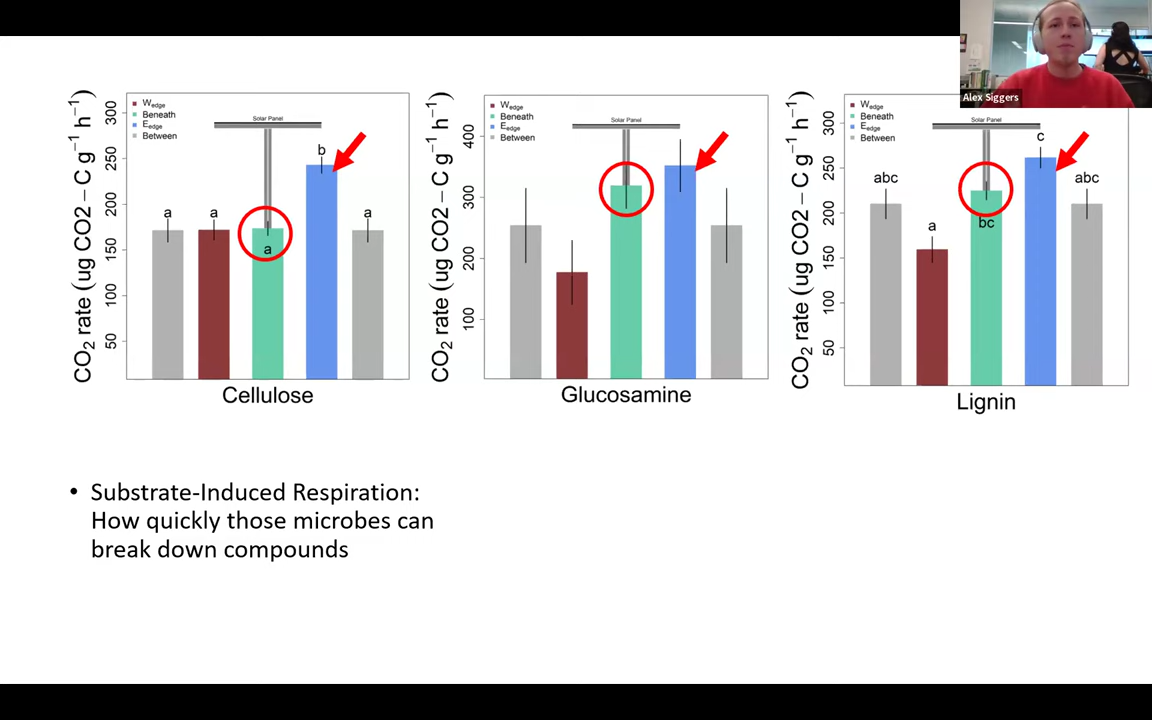 Alex Siggers
CO2 rate (ug CO2 – C g−1 h−1)
300
250
200
150
100
50
Wedge
Beneath
Eedge
Between
Solar Panel
a
a
a
b
a
Cellulose
CO2 rate (ug CO2 – C g−1 h−1)
400
300
200
100
Wedge
Beneath
Eedge
Between
Solar Panel
Glucosamine
CO2 rate (ug CO2 – C g−1 h−1)
300
250
200
150
100
50
Wedge
Beneath
Eedge
Between
Solar Panel
abc
a
bc
c
abc
Lignin
• Substrate-Induced Respiration:
How quickly those microbes can
break down compounds